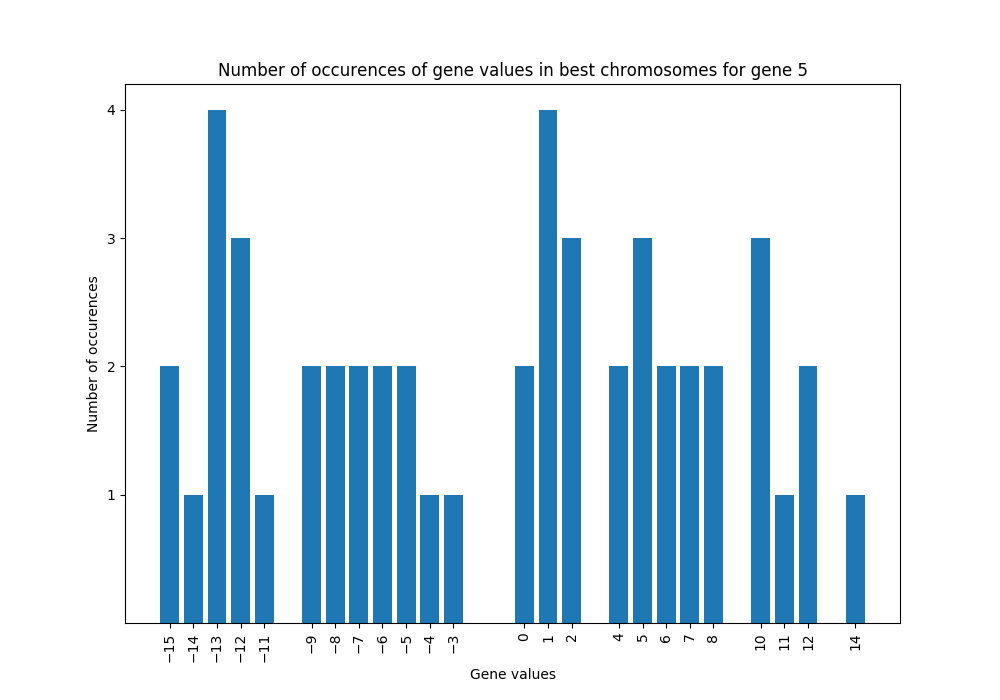 Number of occurences of gene values in best chromosomes for gene 5
4
3
2
1
Number of occurences
−15 −14 −13 −12 −11 −9 −8 −7 −6 −5 −4 −3 0 1 2 4 5 6 7 8 10 11 12 14
Gene values